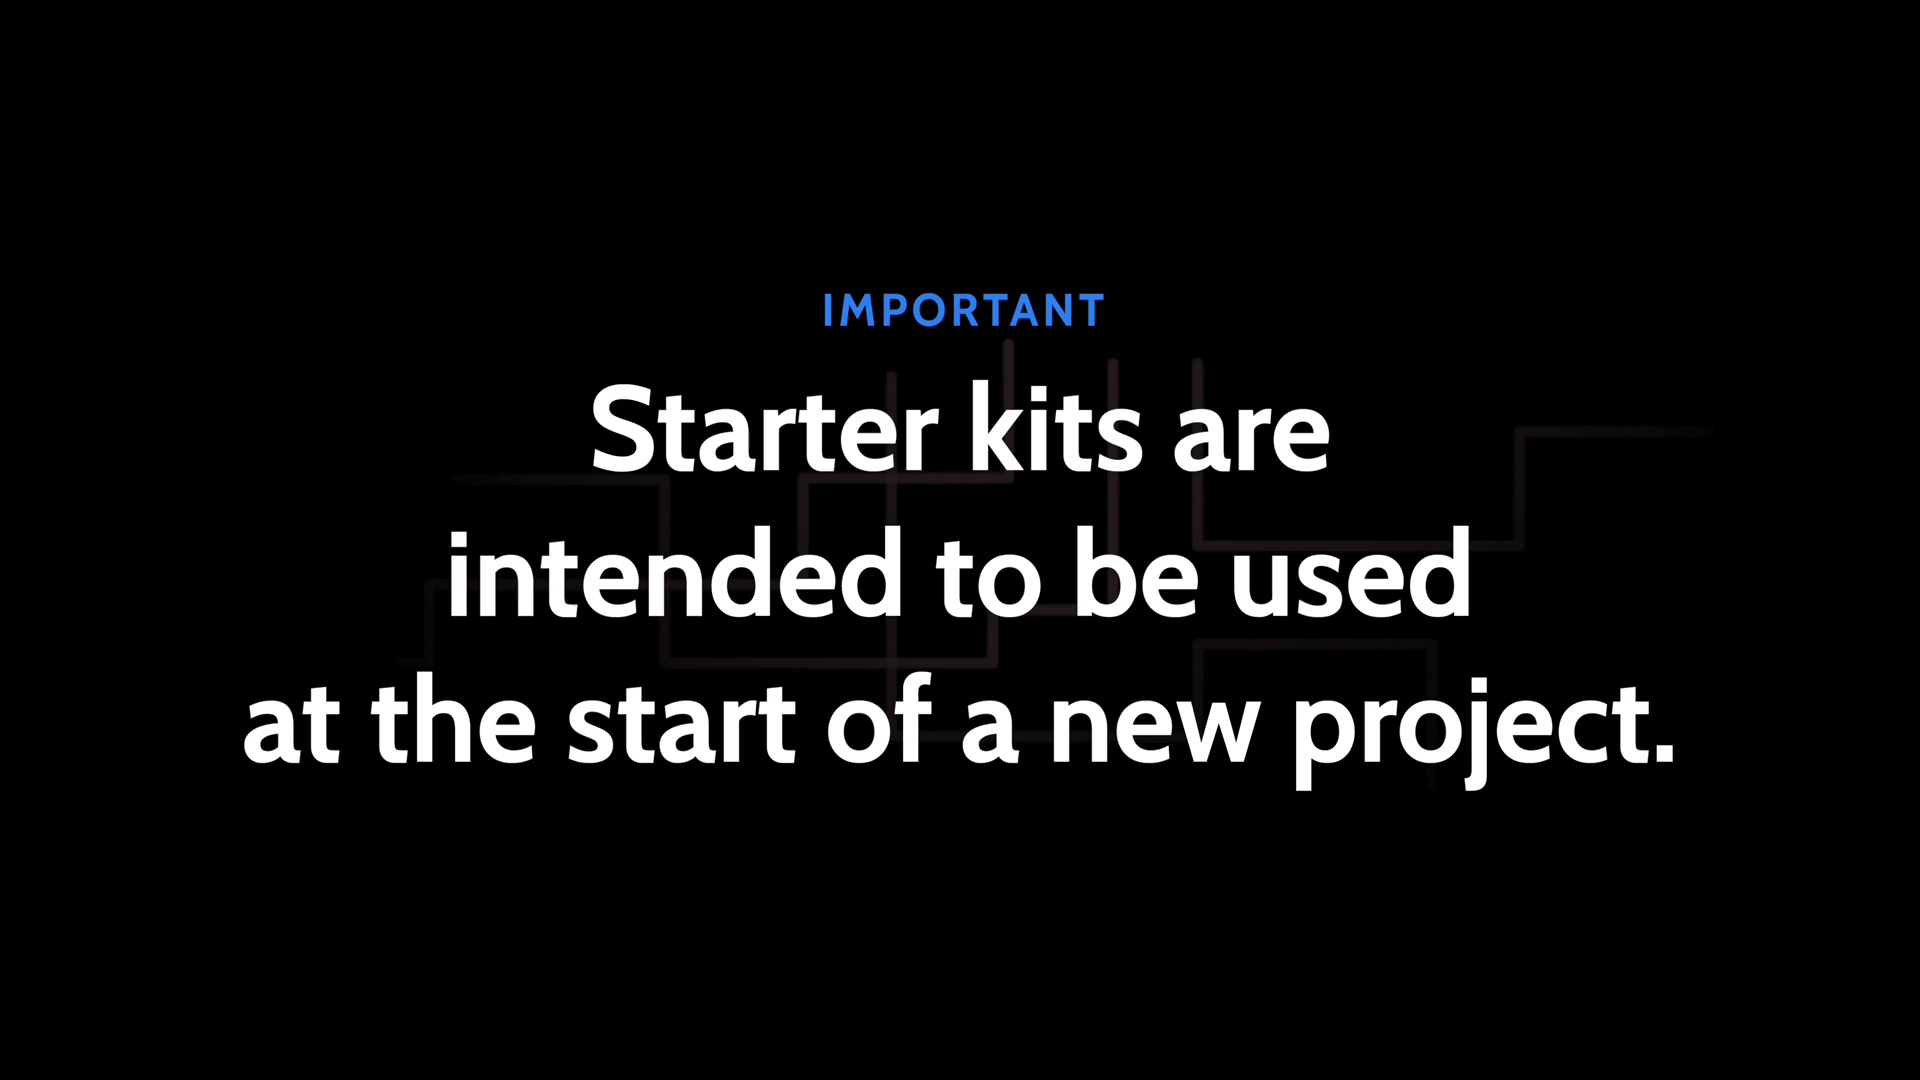 IMPORTANT
Starter kits are
intended to be used
at the start of a new project.